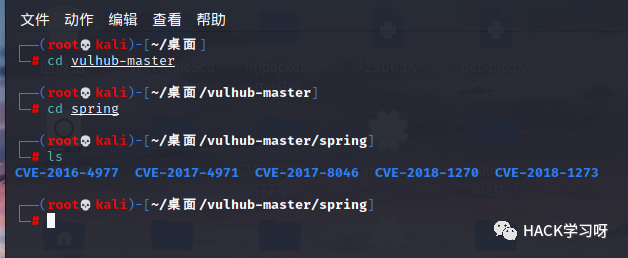 文件 动作 编辑 查看 帮助
┌──(root💀kali)-[~/桌面]
└─# cd vulhub-master
┌──(root💀kali)-[~/桌面/vulhub-master]
└─# cd spring
┌──(root💀kali)-[~/桌面/vulhub-master/spring]
└─# ls
CVE-2016-4977 CVE-2017-4971 CVE-2017-8046 CVE-2018-1270 CVE-2018-1273
┌──(root💀kali)-[~/桌面/vulhub-master/spring]
└─#
HACK学习呀